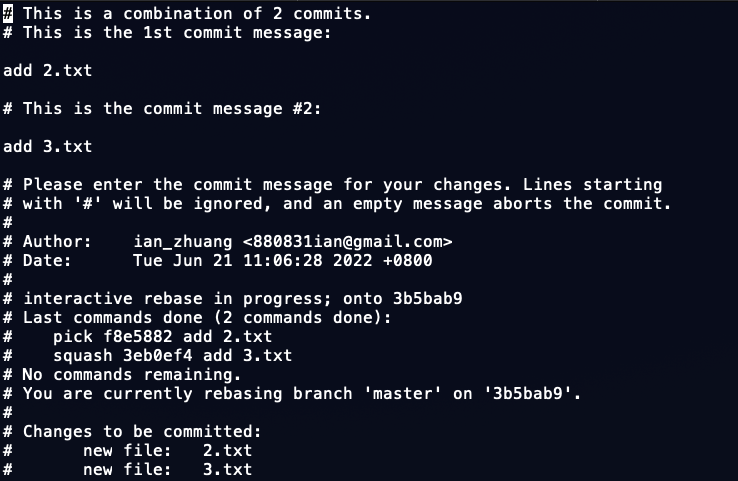 # This is a combination of 2 commits.
# This is the 1st commit message:

add 2.txt

# This is the commit message #2:

add 3.txt

# Please enter the commit message for your changes. Lines starting
# with '#' will be ignored, and an empty message aborts the commit.
#
# Author:    ian_zhuang <880831ian@gmail.com>
# Date:      Tue Jun 21 11:06:28 2022 +0800
#
# interactive rebase in progress; onto 3b5bab9
# Last commands done (2 commands done):
#    pick f8e5882 add 2.txt
#    squash 3eb0ef4 add 3.txt
# No commands remaining.
# You are currently rebasing branch 'master' on '3b5bab9'.
#
# Changes to be committed:
#       new file:   2.txt
#       new file:   3.txt